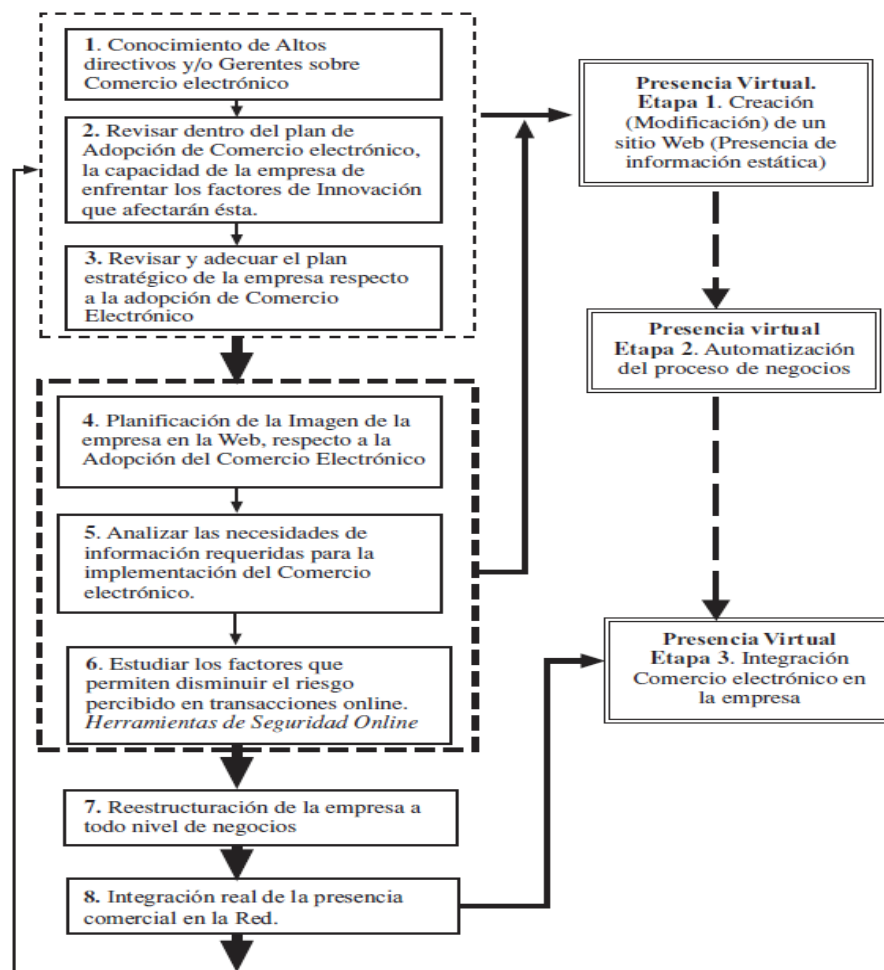 1. Conocimiento de Altos
directivos y/o Gerentes sobre
Comercio electrónico
2. Revisar dentro del plan de
Adopción de Comercio electrónico,
la capacidad de la empresa de
enfrentar los factores de Innovación
que afectarán ésta.
3. Revisar y adecuar el plan
estratégico de la empresa respecto
a la adopción de Comercio
Electrónico
4. Planificación de la Imagen de la
empresa en la Web, respecto a la
Adopción del Comercio Electrónico
5. Analizar las necesidades de
información requeridas para la
implementación del Comercio
electrónico.
6. Estudiar los factores que
permiten disminuir el riesgo
percibido en transacciones online.
Herramientas de Seguridad Online
7. Reestructuración de la empresa a
todo nivel de negocios
8. Integración real de la presencia
comercial en la Red.
Presencia Virtual.
Etapa 1. Creación
(Modificación) de un
sitio Web (Presencia de
información estática)
Presencia virtual
Etapa 2. Automatización
del proceso de negocios
Presencia Virtual
Etapa 3. Integración
Comercio electrónico en
la empresa